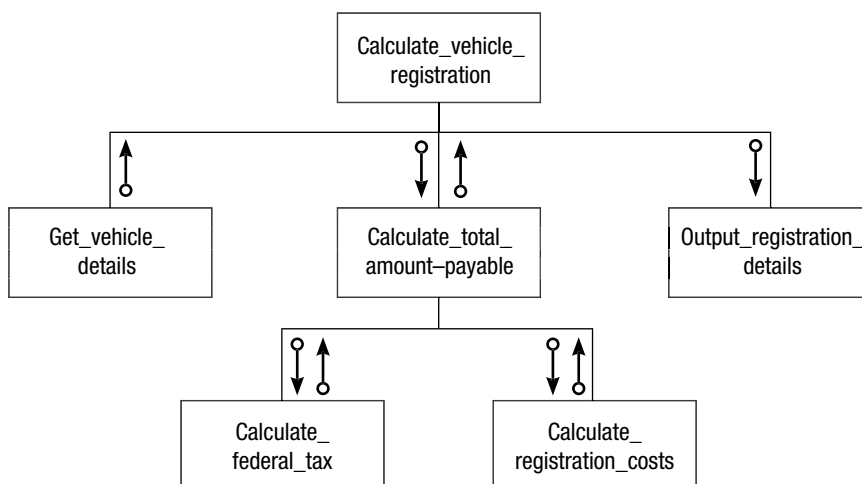 Calculate_vehicle_
registration
Get_vehicle_
details
Calculate_total_
amount–payable
Output_registration_
details
Calculate_
federal_tax
Calculate_
registration_costs